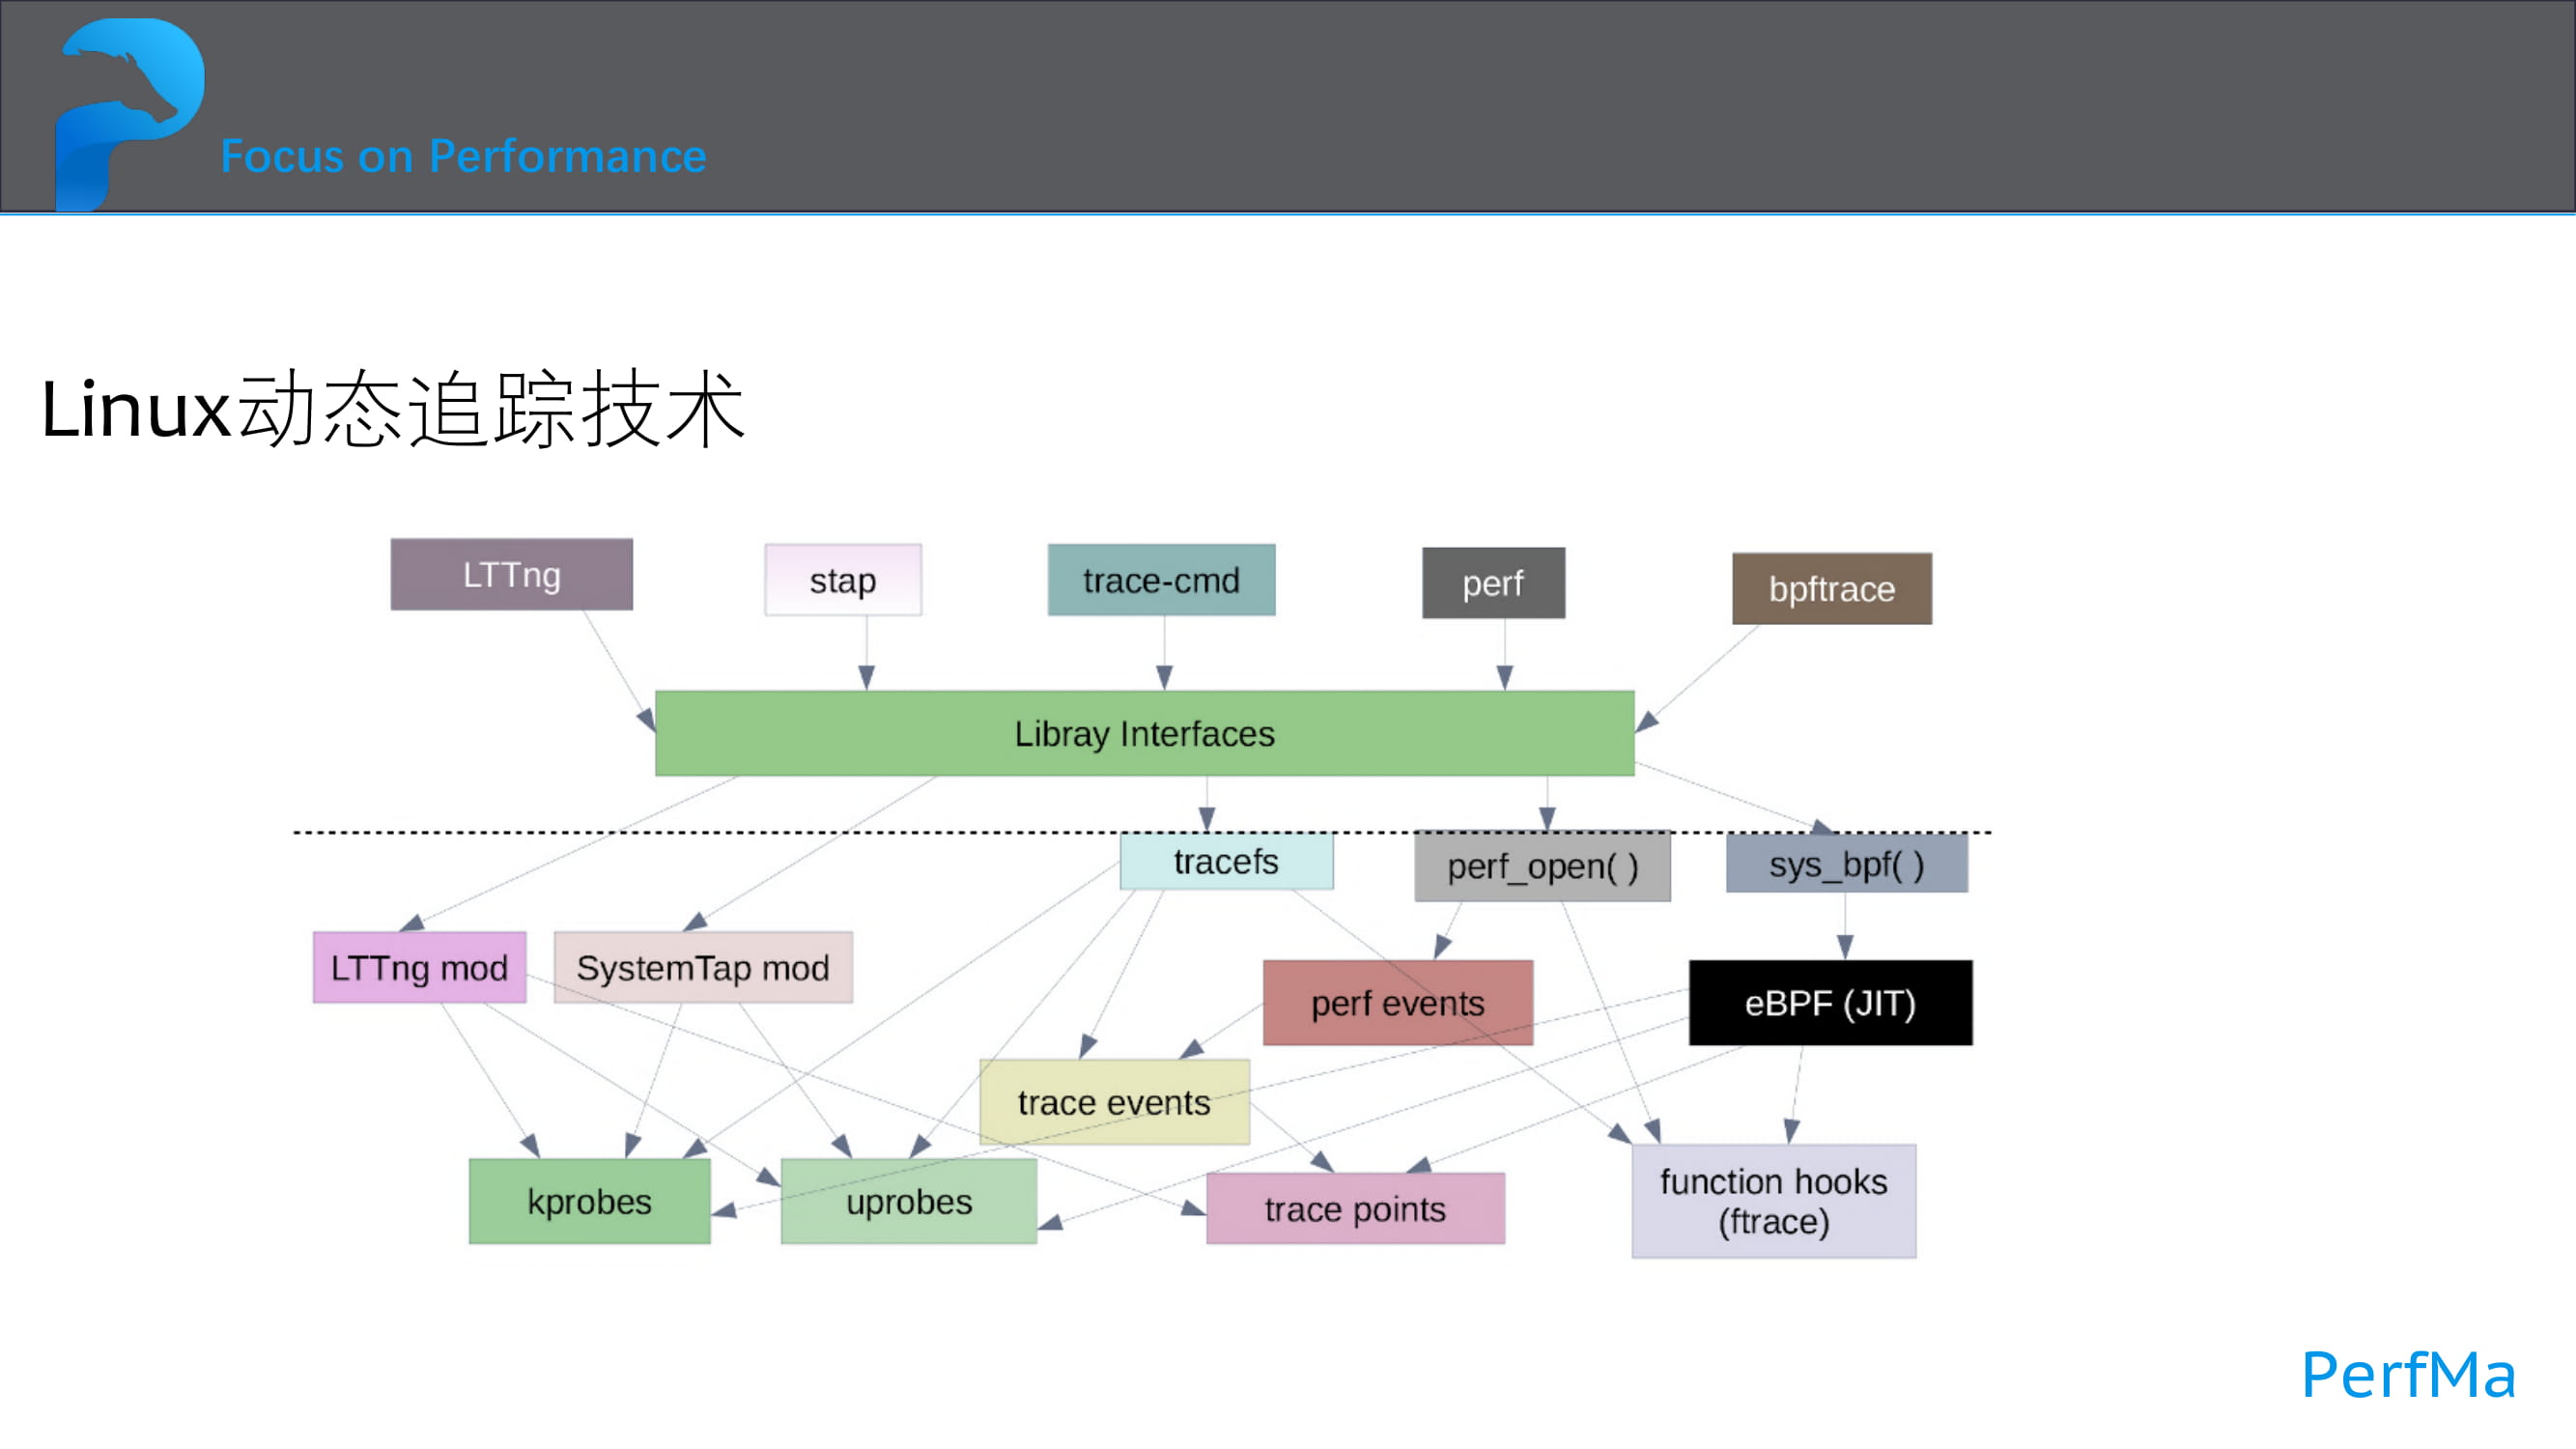 Focus on Performance
Linux动态追踪技术
LTTng
stap
trace-cmd
perf
bpftrace
Libray Interfaces
tracefs
perf_open( )
sys_bpf( )
LTTng mod
SystemTap mod
perf events
eBPF (JIT)
trace events
kprobes
uprobes
trace points
function hooks
(ftrace)
PerfMa